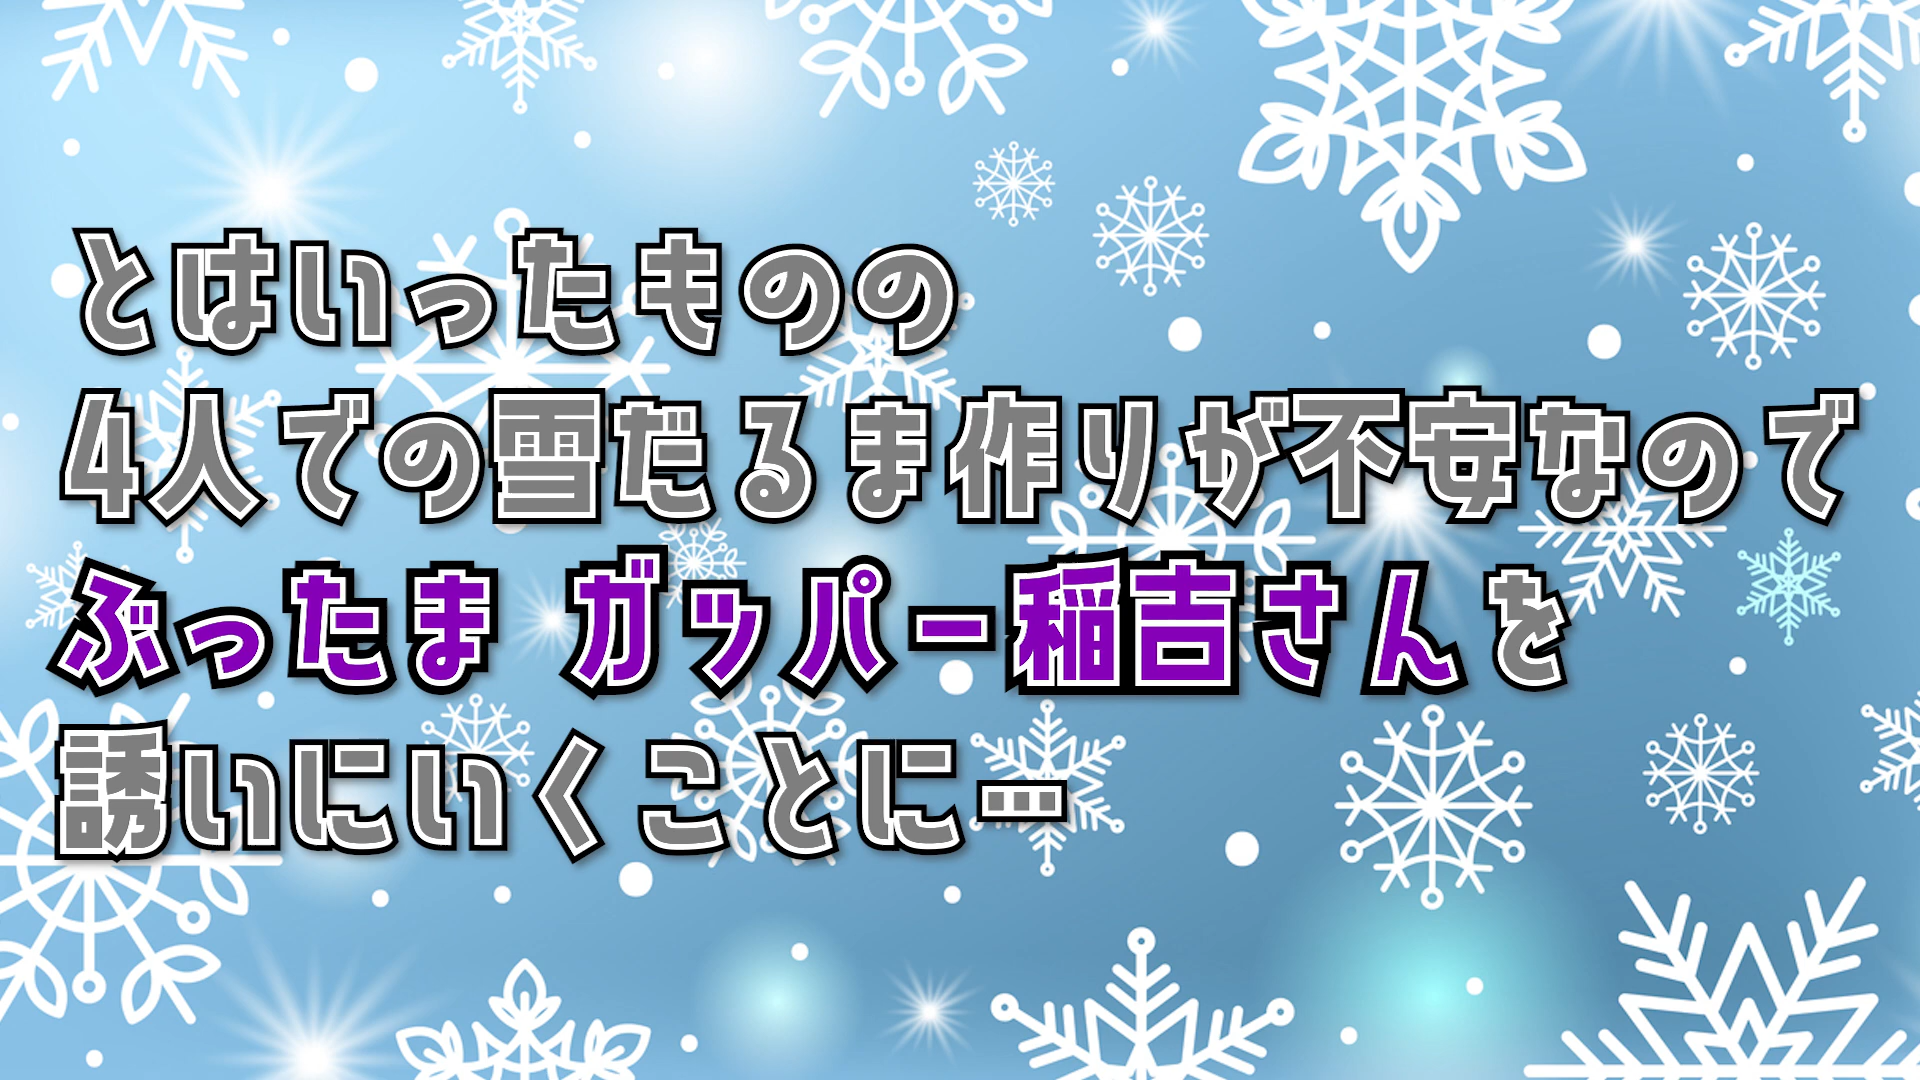 とはいったものの
4人での雪だるま作りが不安なので
ぶったま ガッパー稲吉さんを
誘いにいくことに…